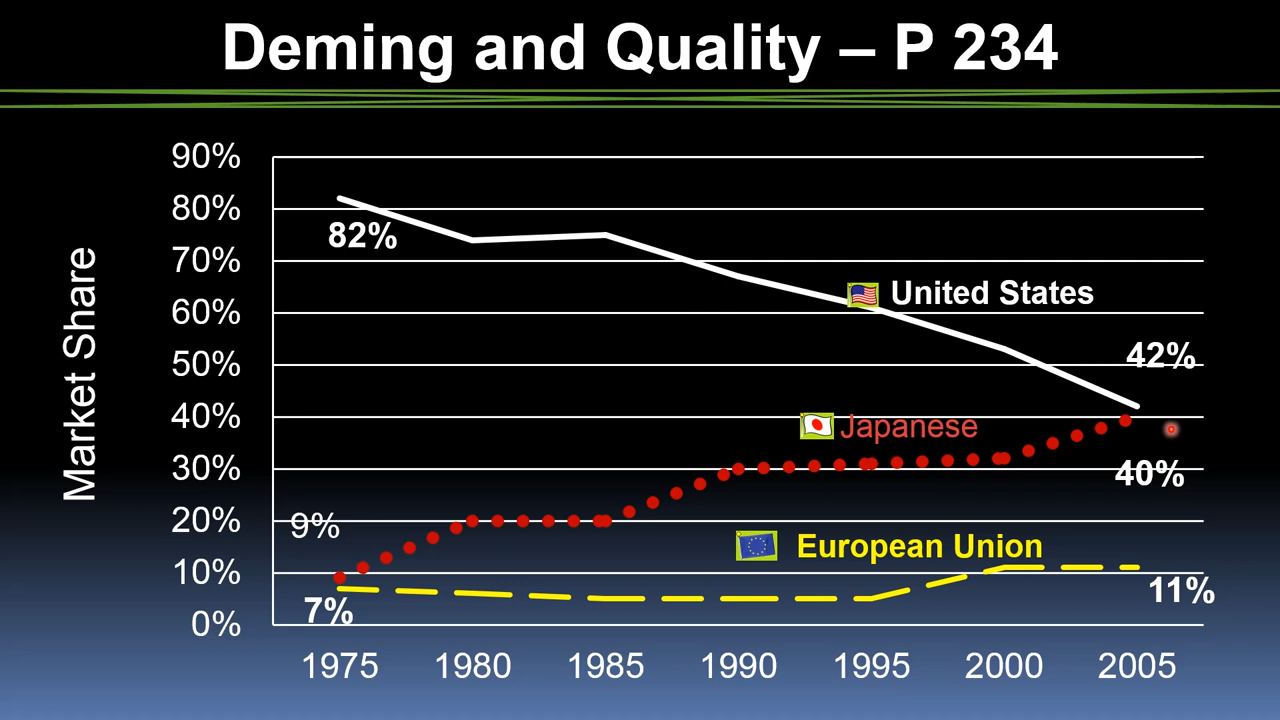 Deming and Quality – P 234
90%
80%
70%
60%
50%
40%
30%
20%
10%
0%
Market Share
82%
United States
42%
Japanese
40%
9%
European Union
7%
11%
1975 1980 1985 1990 1995 2000 2005